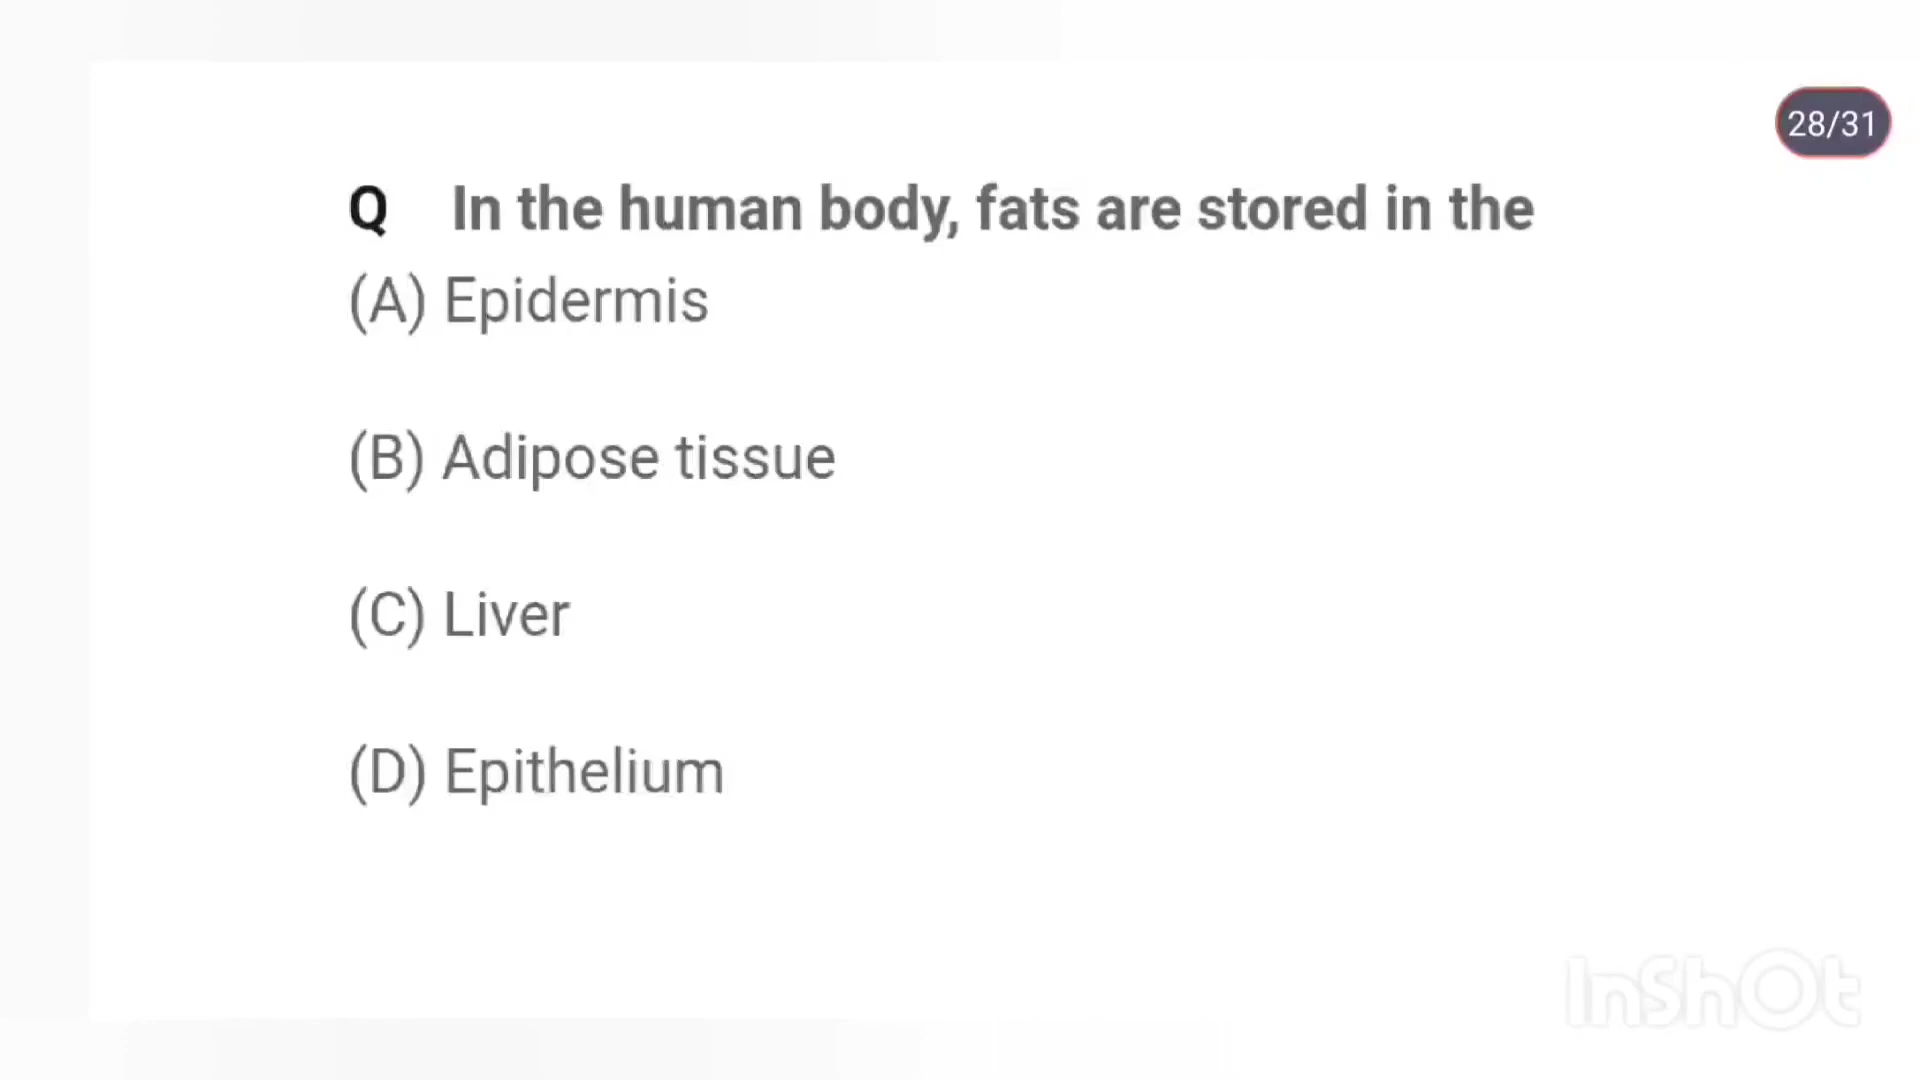 28/31
Q In the human body, fats are stored in the
(A) Epidermis
(B) Adipose tissue
(C) Liver
(D) Epithelium
InShOt